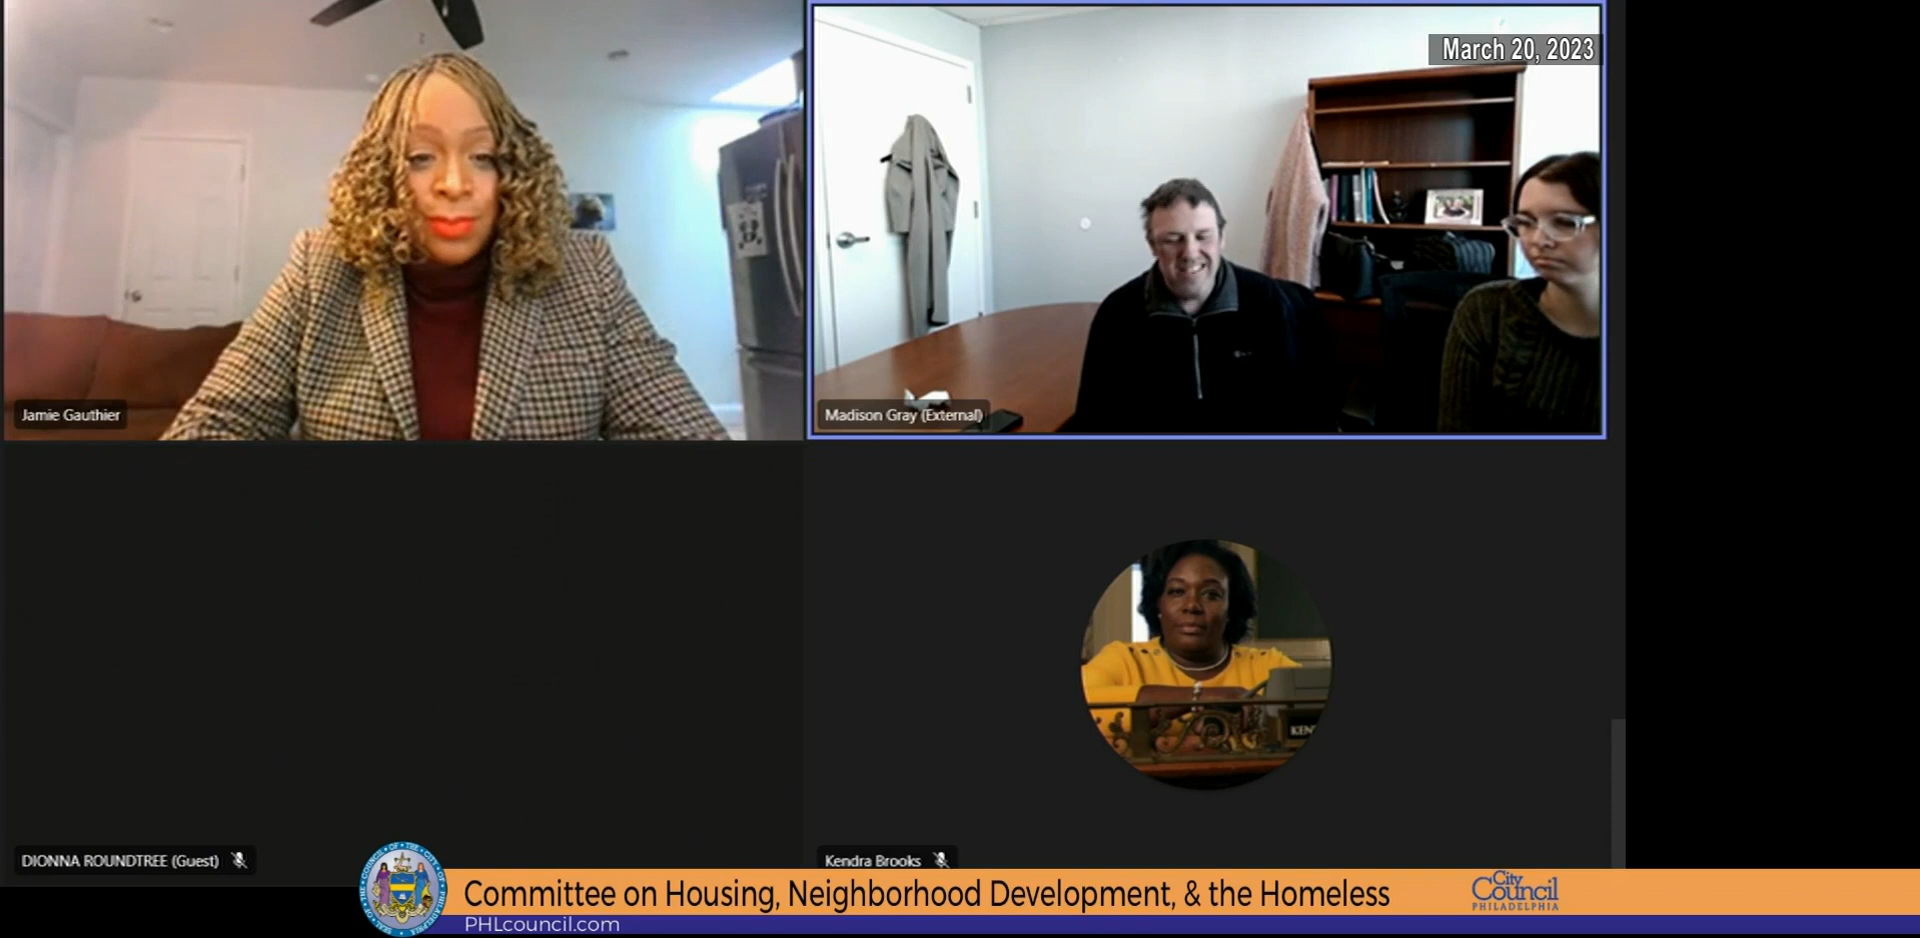 March 20, 2023
Jamie Gauthier
Madison Gray (External)
KEN
DIONNA ROUNDTREE (Guest)
Kendra Brooks
Committee on Housing, Neighborhood Development, & the Homeless
City
Council
PHILADELPHIA
PHLcouncil.com